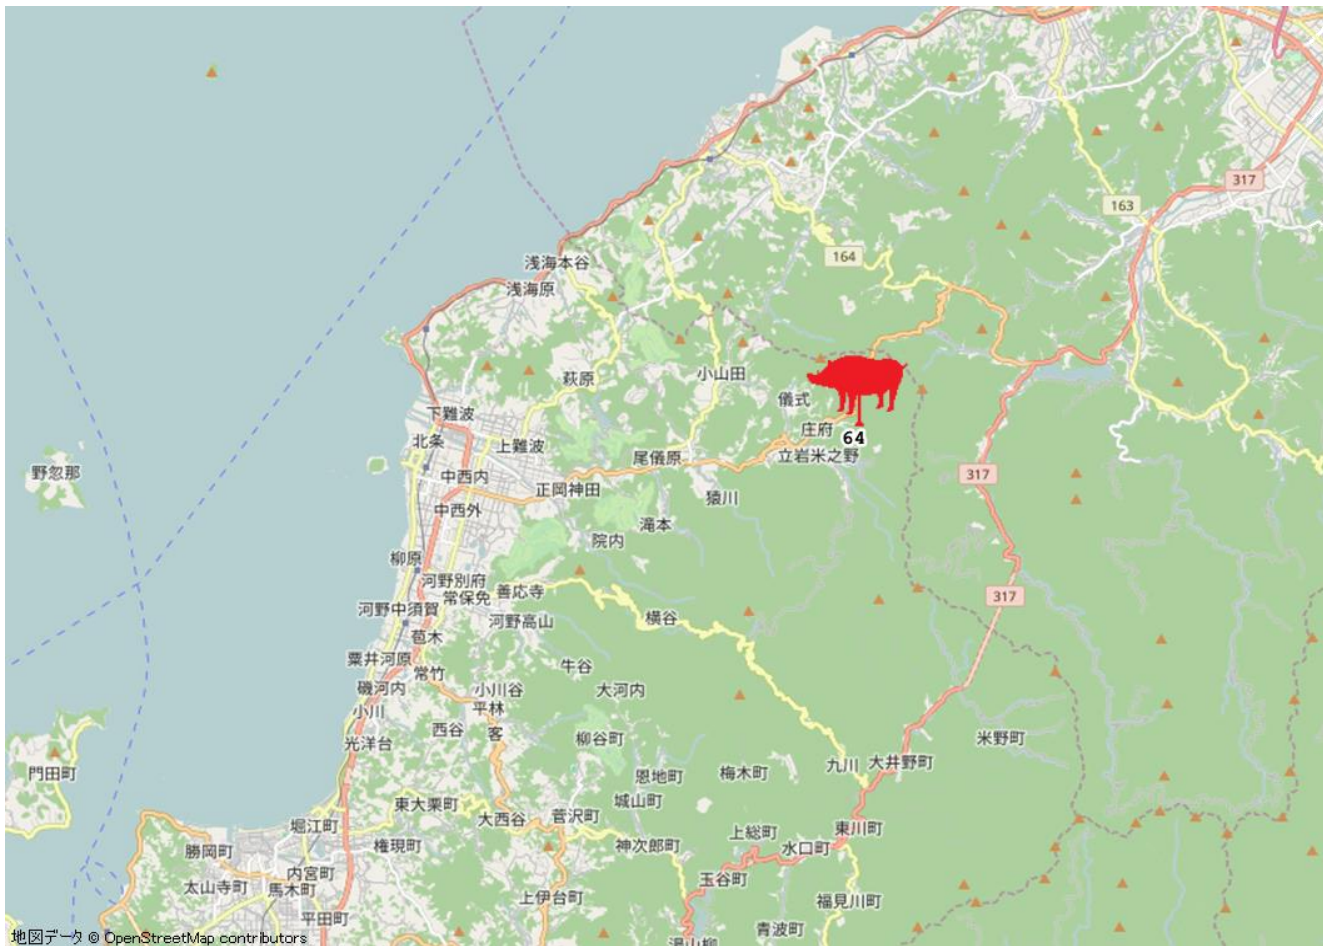 317
163
164
浅海本谷
浅海原
小山田
萩原
儀式
下難波
庄府
64
北条
上難波
尾儀原
立岩米之野
野忽那
中西内
317
正岡神田
猿川
中西外
滝本
院内
柳原
河野別府
善応寺
常保免
317
河野中須賀
河野高山
横谷
苞木
粟井河原
牛谷
常竹
磯河内
小川谷
大河内
小川
平林
西谷
客
柳谷町
米野町
光洋台
門田町
恩地町
梅木町
九川
大井野町
東大栗町
城山町
堀江町
大西谷
菅沢町
上総町
東川町
権現町
神次郎町
水口町
勝岡町
内宮町
玉谷町
太山寺町
馬木町
上伊台町
福見川町
平田町
青波町
湯山柳
地図データ © OpenStreetMap contributors